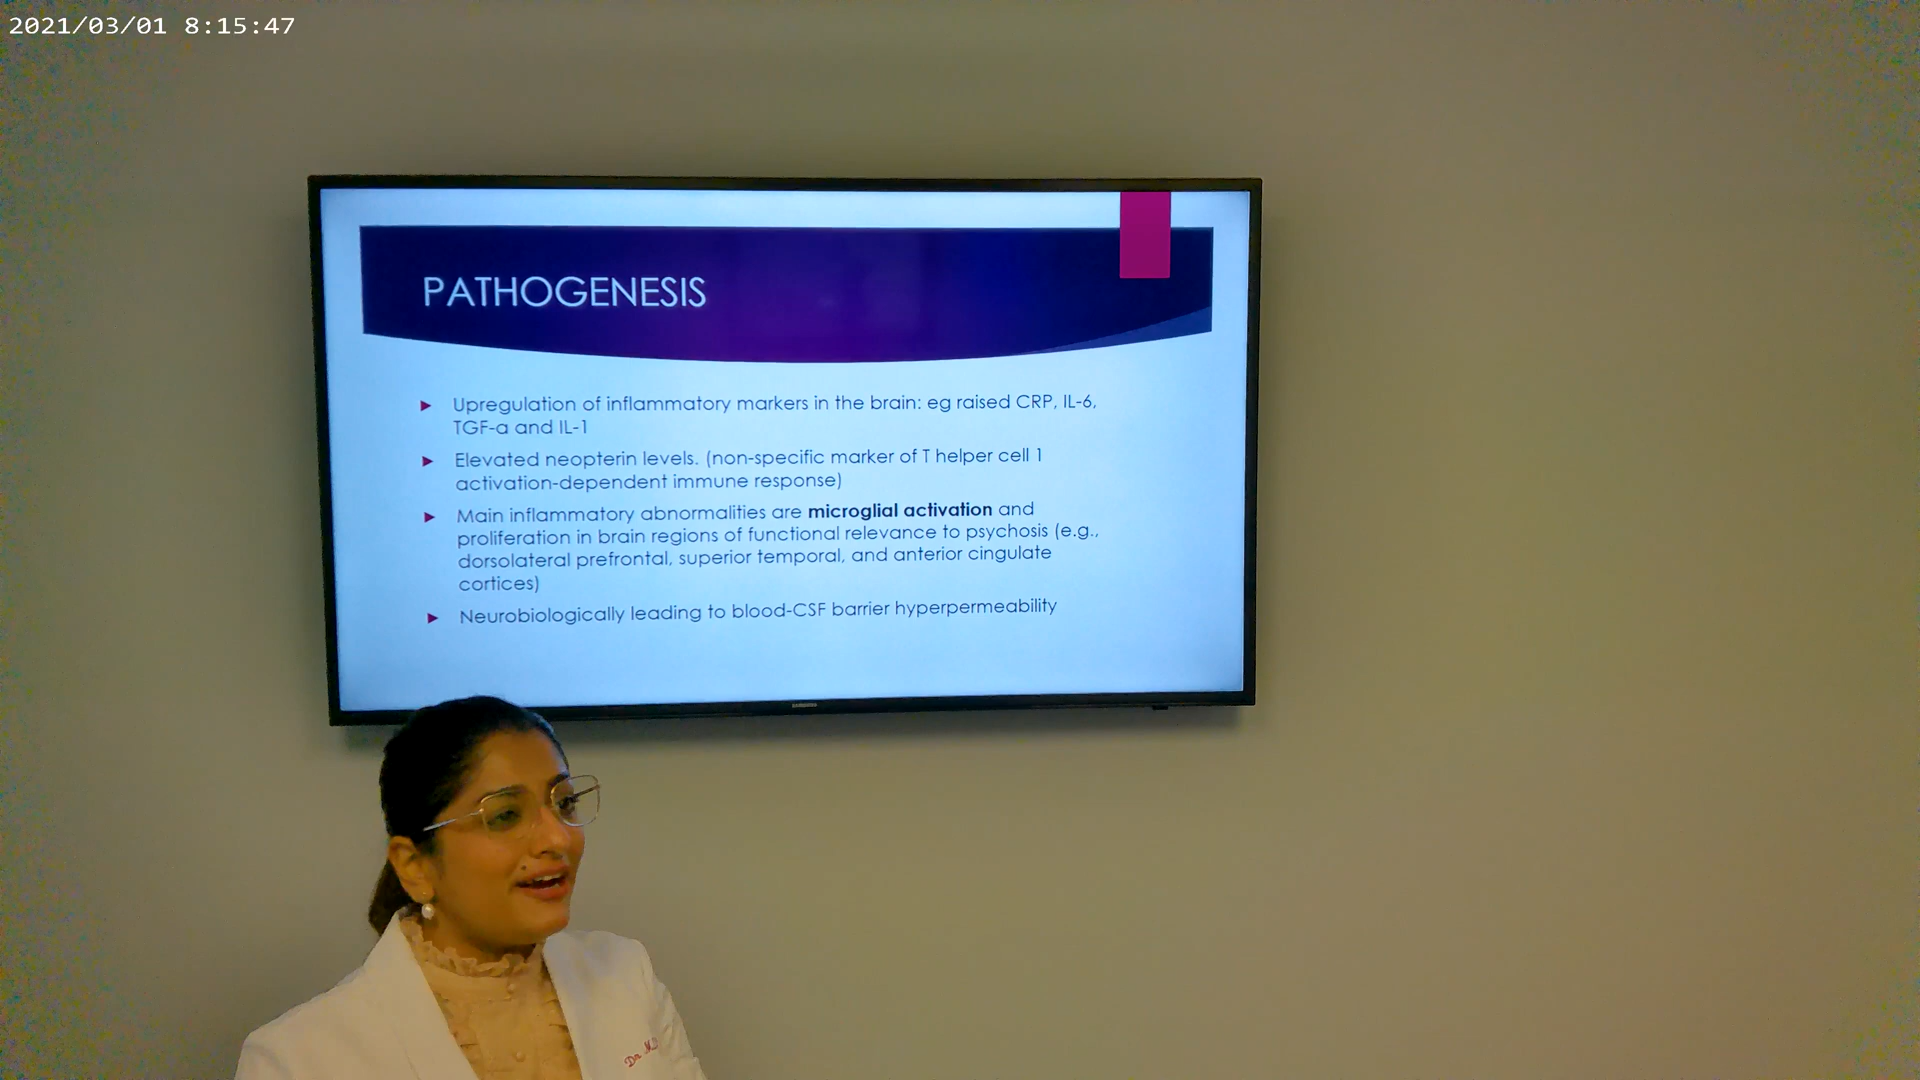 2021/03/01 8:15:47
PATHOGENESIS
► Upregulation of inflammatory markers in the brain: eg raised CRP, IL-6,
TGF-a and IL-1
► Elevated neopterin levels. (non-specific marker of T helper cell 1
activation-dependent immune response)
► Main inflammatory abnormalities are microglial activation and
proliferation in brain regions of functional relevance to psychosis (e.g.,
dorsolateral prefrontal, superior temporal, and anterior cingulate
cortices)
► Neurobiologically leading to blood-CSF barrier hyperpermeability
SAMSUNG
Dr. M